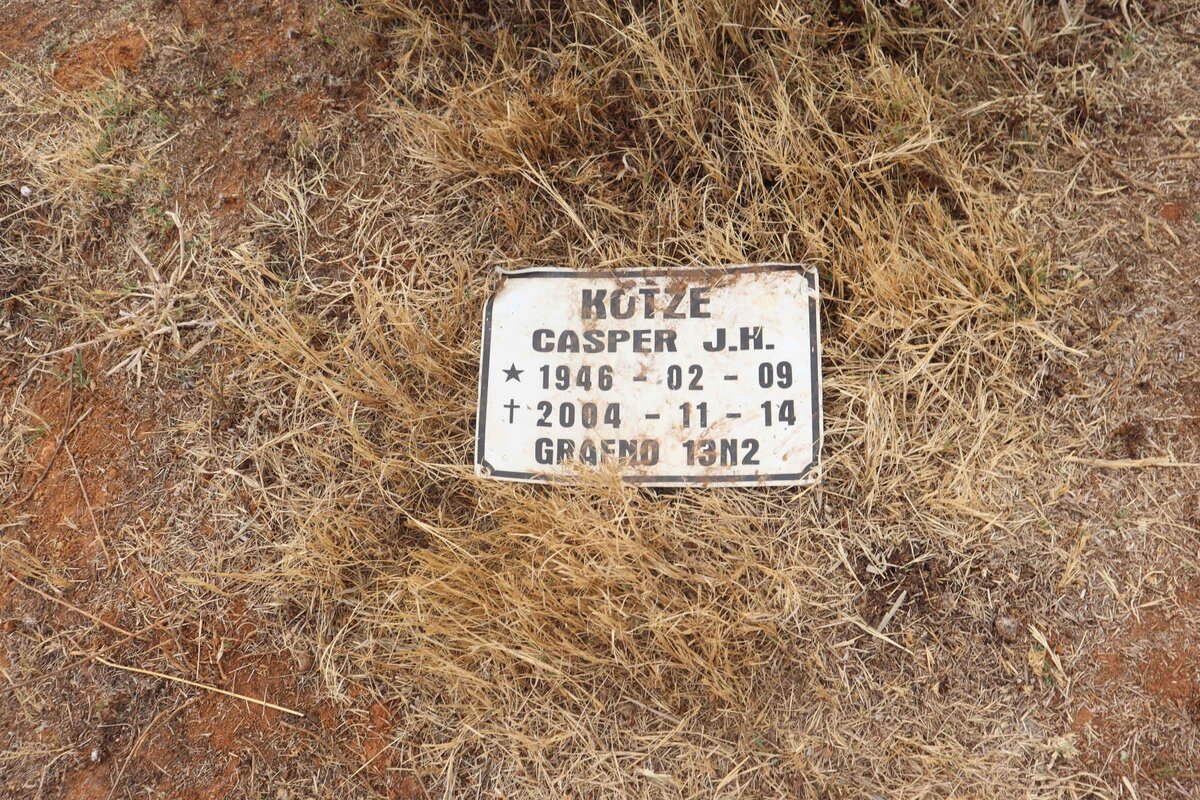 KOTZE
CASPER J.H.
★ 1946 - 02 - 09
✝ 2004 - 11 - 14
GRAFNO 13N2